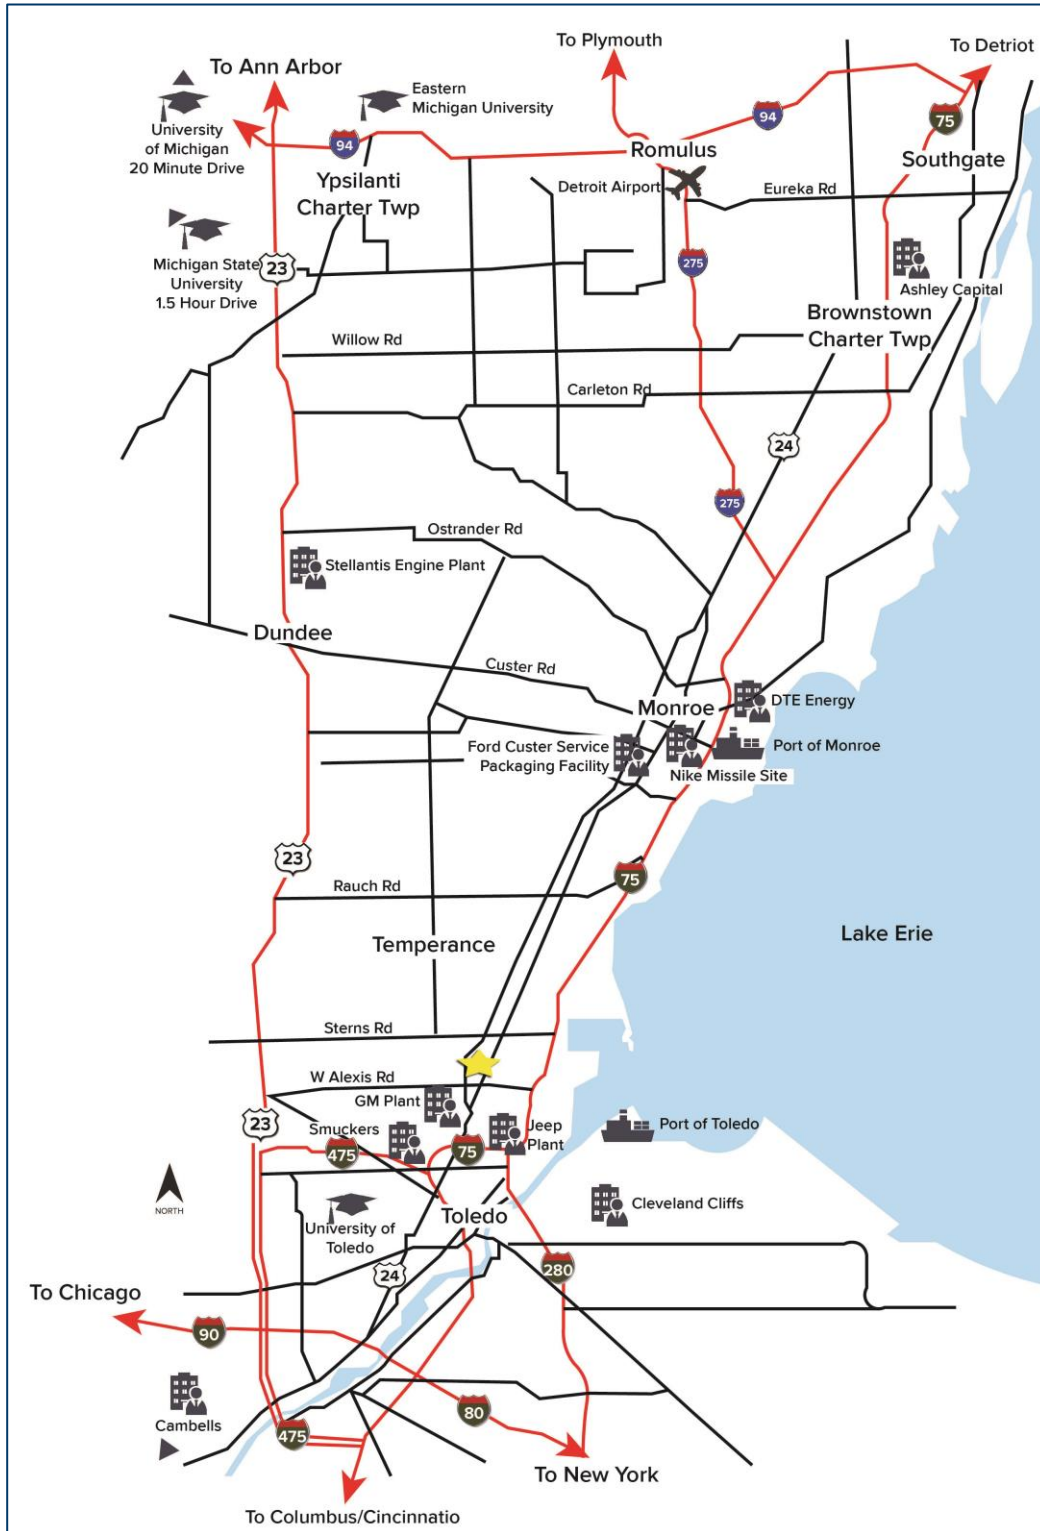 To Plymouth
To Detriot
To Ann Arbor
Eastern
Michigan University
94
75
University
of Michigan
20 Minute Drive
94
Romulus
Southgate
Ypsilanti
Charter Twp
Detroit Airport
Eureka Rd
Michigan State
University
1.5 Hour Drive
23
275
Ashley Capital
Brownstown
Charter Twp
Willow Rd
Carleton Rd
24
275
Ostrander Rd
Stellantis Engine Plant
Dundee
Custer Rd
Monroe
DTE Energy
Ford Custer Service
Packaging Facility
Port of Monroe
Nike Missile Site
23
75
Rauch Rd
Temperance
Lake Erie
Sterns Rd
W Alexis Rd
GM Plant
23
Smuckers
475
75
Jeep
Plant
Port of Toledo
NORTH
University of
Toledo
Toledo
Cleveland Cliffs
24
280
To Chicago
90
80
Cambells
475
To New York
To Columbus/Cincinnatio